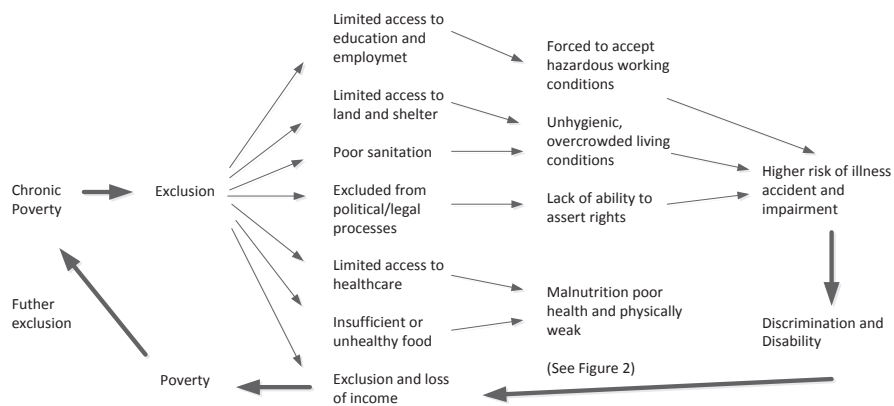 Limited access to
education and
employmet
Forced to accept
hazardous working
conditions
Limited access to
land and shelter
Unhygienic,
overcrowded living
conditions
Poor sanitation
Higher risk of illness
accident and
impairment
Chronic
Poverty
Exclusion
Excluded from
political/legal
processes
Lack of ability to
assert rights
Limited access to
healthcare
Malnutrition poor
health and physically
weak
Futher
exclusion
Insufficient or
unhealthy food
Discrimination and
Disability
(See Figure 2)
Poverty
Exclusion and loss
of income